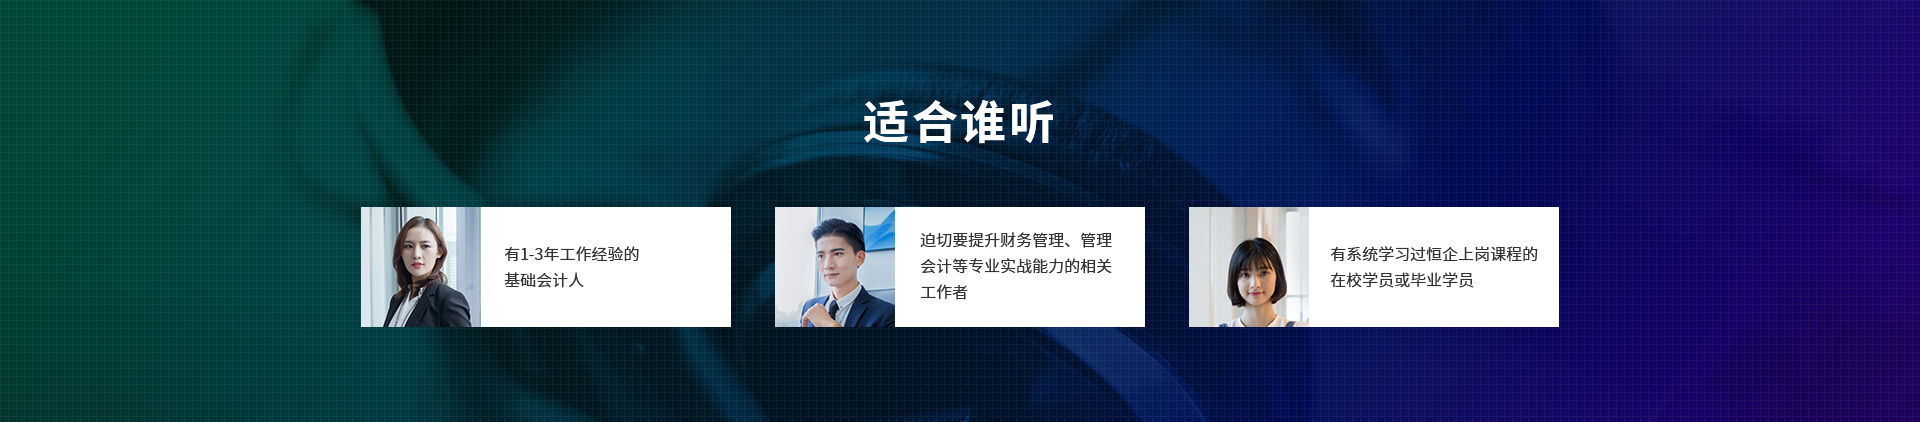 适合谁听
有1-3年工作经验的
基础会计人
迫切要提升财务管理、管理
会计等专业实战能力的相关
工作者
有系统学习过恒企上岗课程的
在校学员或毕业学员